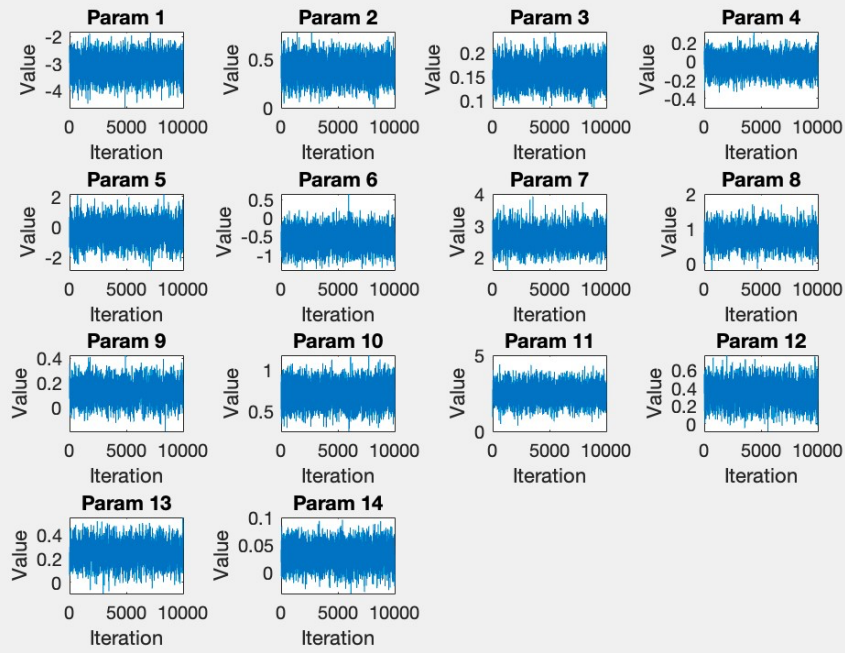 Param 1 Param 2 Param 3 Param 4
-2
-3
-4
Value
0.5
0
Value
0.2
0.15
0.1
Value
0.2
0
-0.2
-0.4
Value
0 5000 10000 0 5000 10000 0 5000 10000 0 5000 10000
Iteration Iteration Iteration Iteration
Param 5 Param 6 Param 7 Param 8
2
0
-2
Value
0.5
0
-0.5
-1
Value
4
3
2
Value
2
1
0
Value
0 5000 10000 0 5000 10000 0 5000 10000 0 5000 10000
Iteration Iteration Iteration Iteration
Param 9 Param 10 Param 11 Param 12
0.4
0.2
0
Value
1
0.5
Value
5
0
Value
0.6
0.4
0.2
0
Value
0 5000 10000 0 5000 10000 0 5000 10000 0 5000 10000
Iteration Iteration Iteration Iteration
Param 13 Param 14
0.4
0.2
0
Value
0.1
0.05
0
Value
0 5000 10000 0 5000 10000
Iteration Iteration